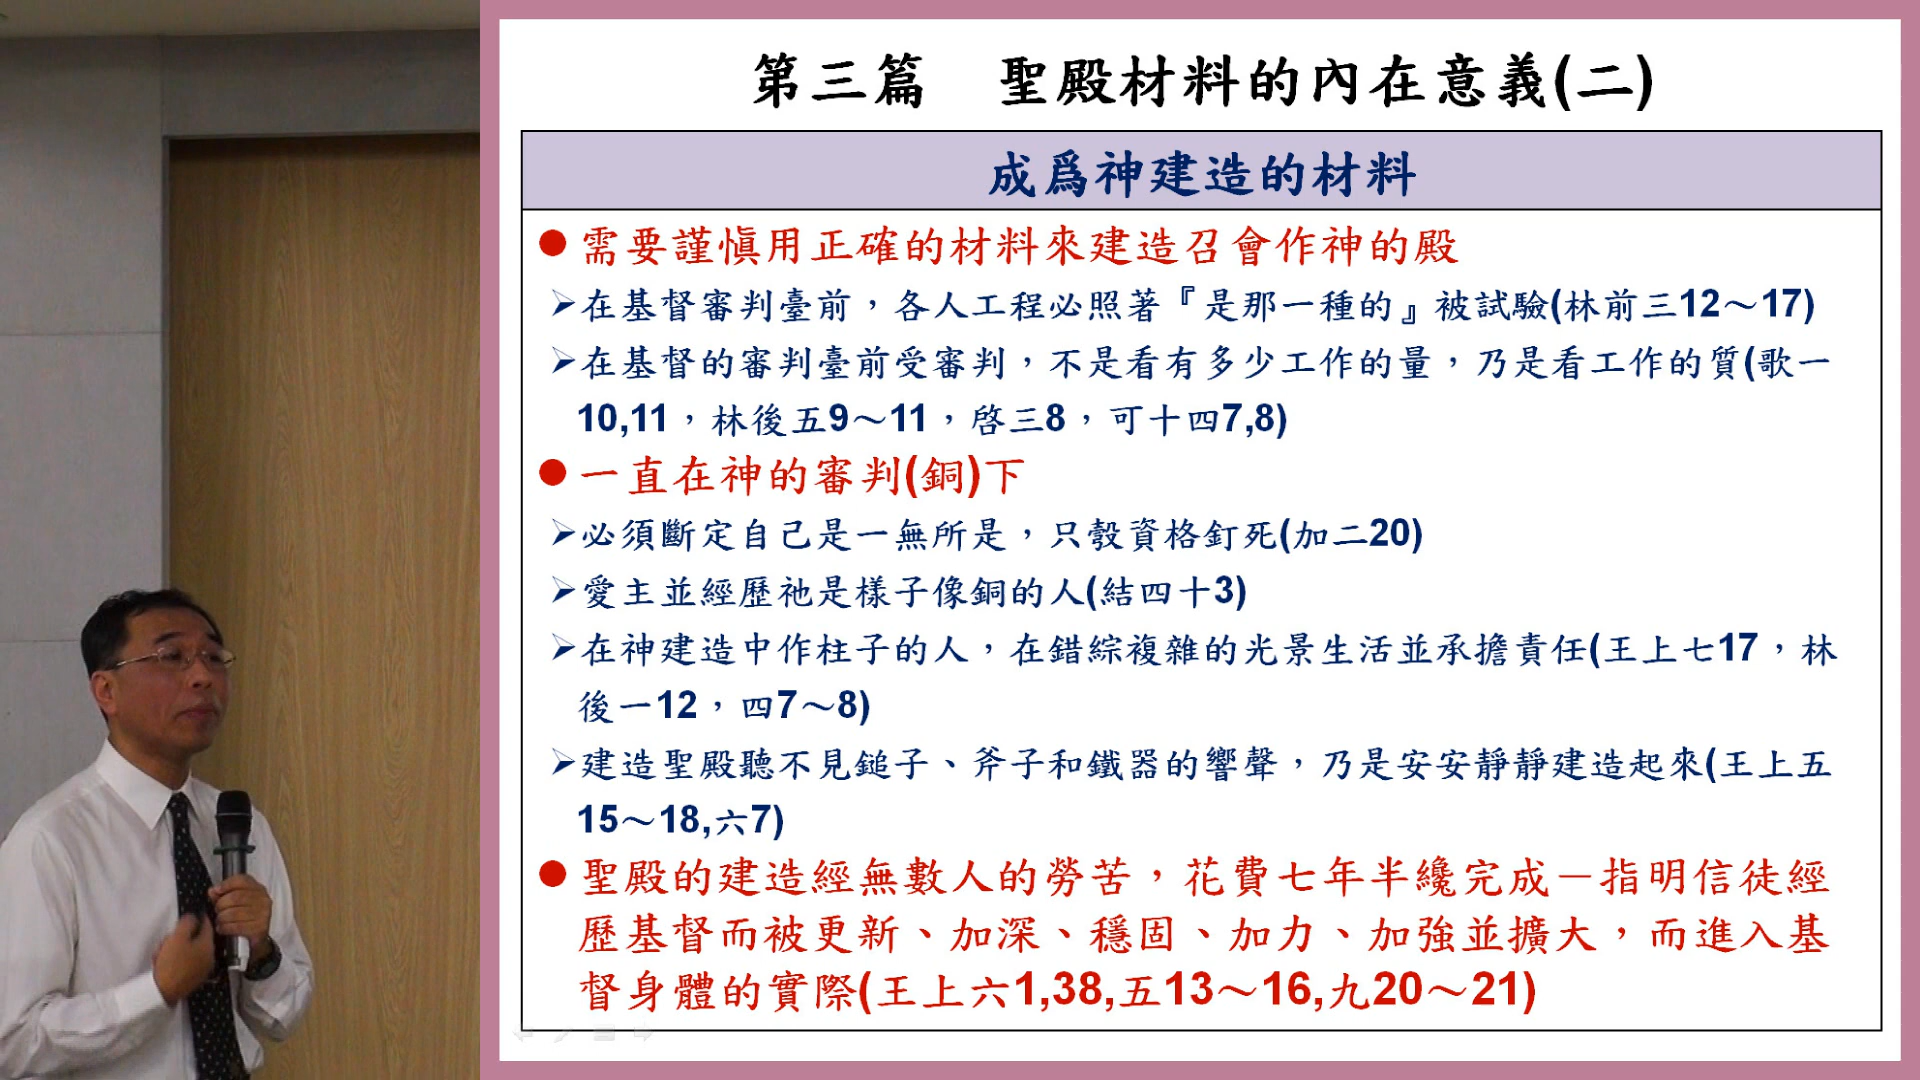 第三篇　聖殿材料的內在意義(二)
成爲神建造的材料
●需要謹愼用正確的材料來建造召會作神的殿
➢在基督審判臺前，各人工程必照著『是那一種的』被試驗(林前三12～17)
➢在基督的審判臺前受審判，不是看有多少工作的量，乃是看工作的質(歌一
10,11，林後五9～11，啓三8，可十四7,8)
●一直在神的審判(銅)下
➢必須斷定自己是一無所是，只彀資格釘死(加二20)
➢愛主並經歷祂是樣子像銅的人(結四十3)
➢在神建造中作柱子的人，在錯綜複雜的光景生活並承擔責任(王上七17，林
後一12，四7～8)
➢建造聖殿聽不見鎚子、斧子和鐵器的響聲，乃是安安靜靜建造起來(王上五
15～18,六7)
●聖殿的建造經無數人的勞苦，花費七年半纔完成－指明信徒經
歷基督而被更新、加深、穩固、加力、加強並擴大，而進入基
督身體的實際(王上六1,38,五13～16,九20～21)